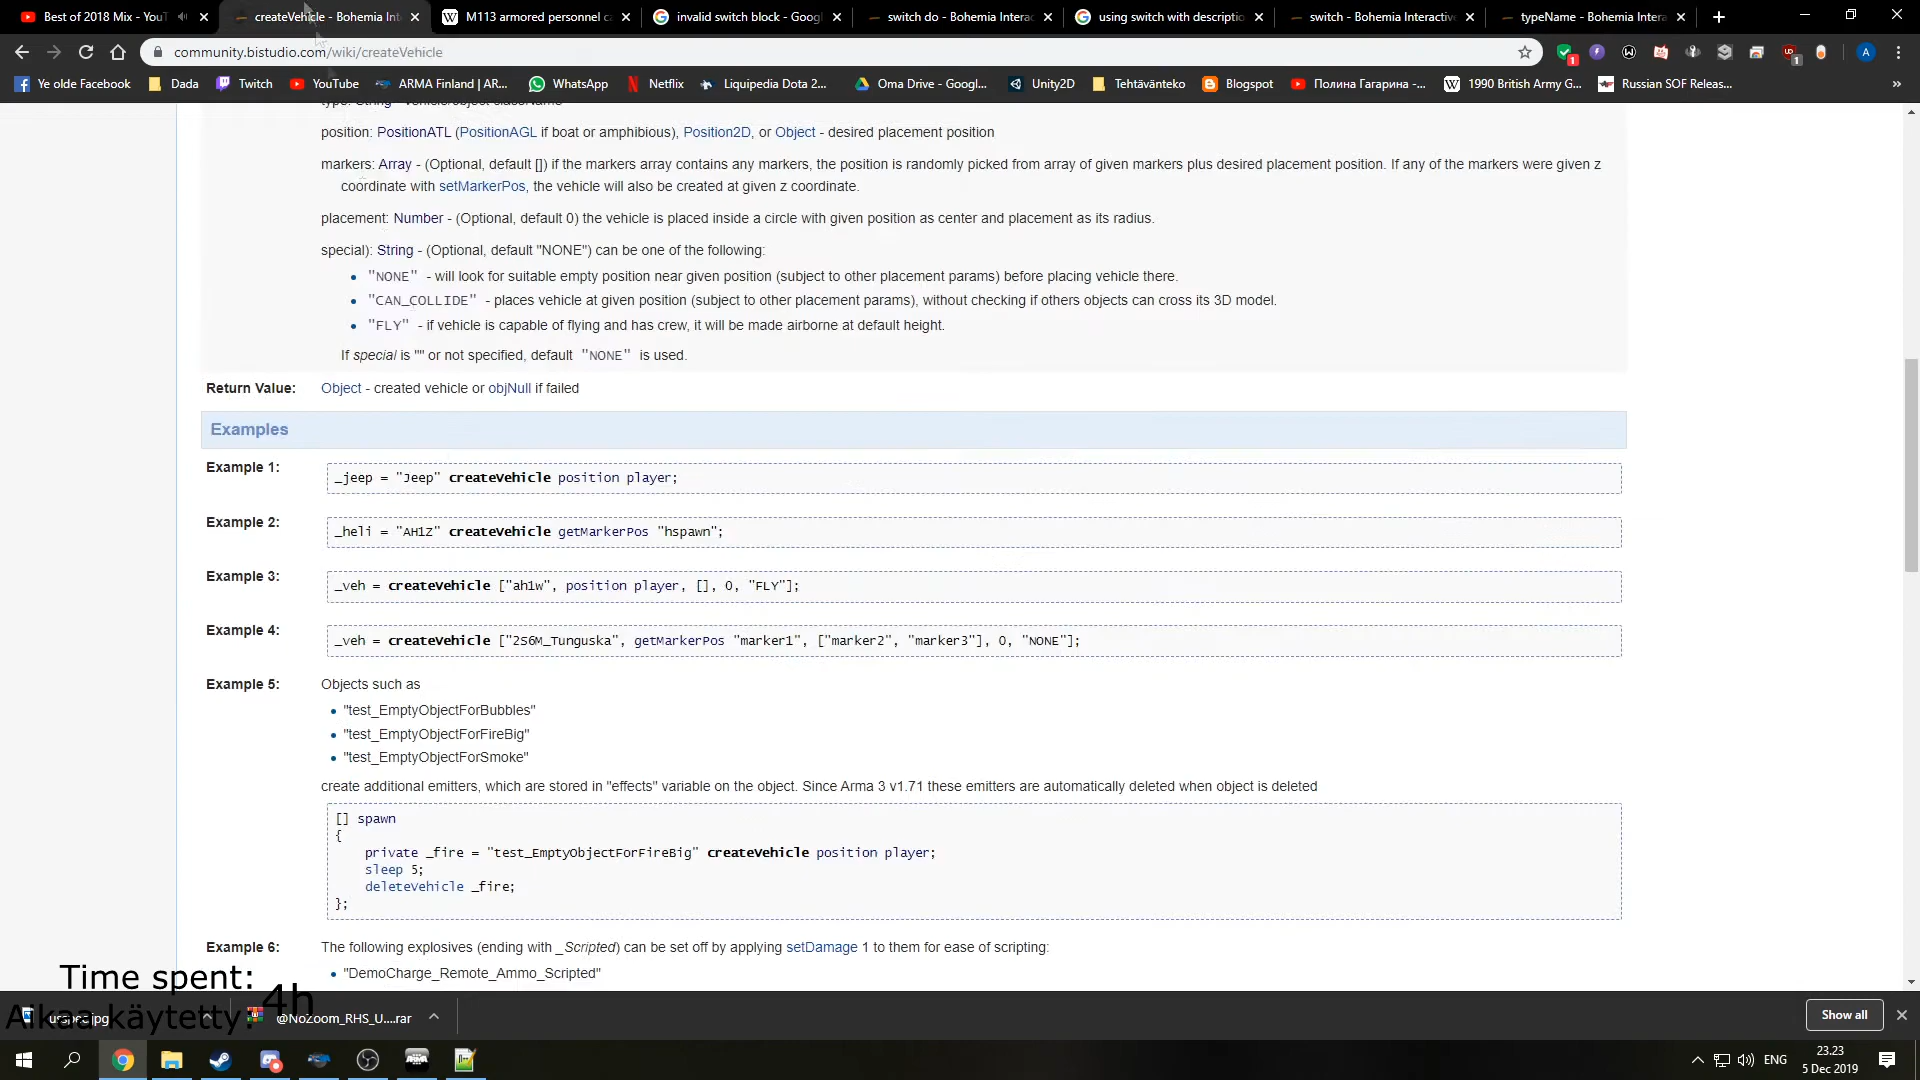 Best of 2018 Mix - YouT
createVehicle - Bohemia Int
M113 armored personnel ca
invalid switch block - Googl
switch do - Bohemia Interac
using switch with descriptio
switch - Bohemia Interactive
typeName - Bohemia Intera
community.bistudio.com/wiki/createVehicle
Ye olde Facebook
Dada
Twitch
YouTube
ARMA Finland | AR...
WhatsApp
Netflix
Liquipedia Dota 2...
Oma Drive - Googl...
Unity2D
Tehtävänteko
Blogspot
Полина Гагарина -...
1990 British Army G...
Russian SOF Releas...
»
type: String - vehicle/object className
position: PositionATL (PositionAGL if boat or amphibious), Position2D, or Object - desired placement position
markers: Array - (Optional, default []) if the markers array contains any markers, the position is randomly picked from array of given markers plus desired placement position. If any of the markers were given z
coordinate with setMarkerPos, the vehicle will also be created at given z coordinate.
placement: Number - (Optional, default 0) the vehicle is placed inside a circle with given position as center and placement as its radius.
special): String - (Optional, default "NONE") can be one of the following:
"NONE" - will look for suitable empty position near given position (subject to other placement params) before placing vehicle there.
"CAN_COLLIDE" - places vehicle at given position (subject to other placement params), without checking if others objects can cross its 3D model.
"FLY" - if vehicle is capable of flying and has crew, it will be made airborne at default height.
If special is "" or not specified, default "NONE" is used.
Return Value: Object - created vehicle or objNull if failed
Examples
Example 1: _jeep = "Jeep" createVehicle position player;
Example 2: _heli = "AH1Z" createVehicle getMarkerPos "hspawn";
Example 3: _veh = createVehicle ["ah1w", position player, [], 0, "FLY"];
Example 4: _veh = createVehicle ["2S6M_Tunguska", getMarkerPos "marker1", ["marker2", "marker3"], 0, "NONE"];
Example 5: Objects such as
"test_EmptyObjectForBubbles"
"test_EmptyObjectForFireBig"
"test_EmptyObjectForSmoke"
create additional emitters, which are stored in "effects" variable on the object. Since Arma 3 v1.71 these emitters are automatically deleted when object is deleted
[] spawn
{
private _fire = "test_EmptyObjectForFireBig" createVehicle position player;
sleep 5;
deleteVehicle _fire;
};
Example 6: The following explosives (ending with _Scripted) can be set off by applying setDamage 1 to them for ease of scripting:
"DemoCharge_Remote_Ammo_Scripted"
Time spent:
Aikaa käytetty: 4h
@NoZoom_RHS_U....rar
Show all
ENG
23.23
5 Dec 2019